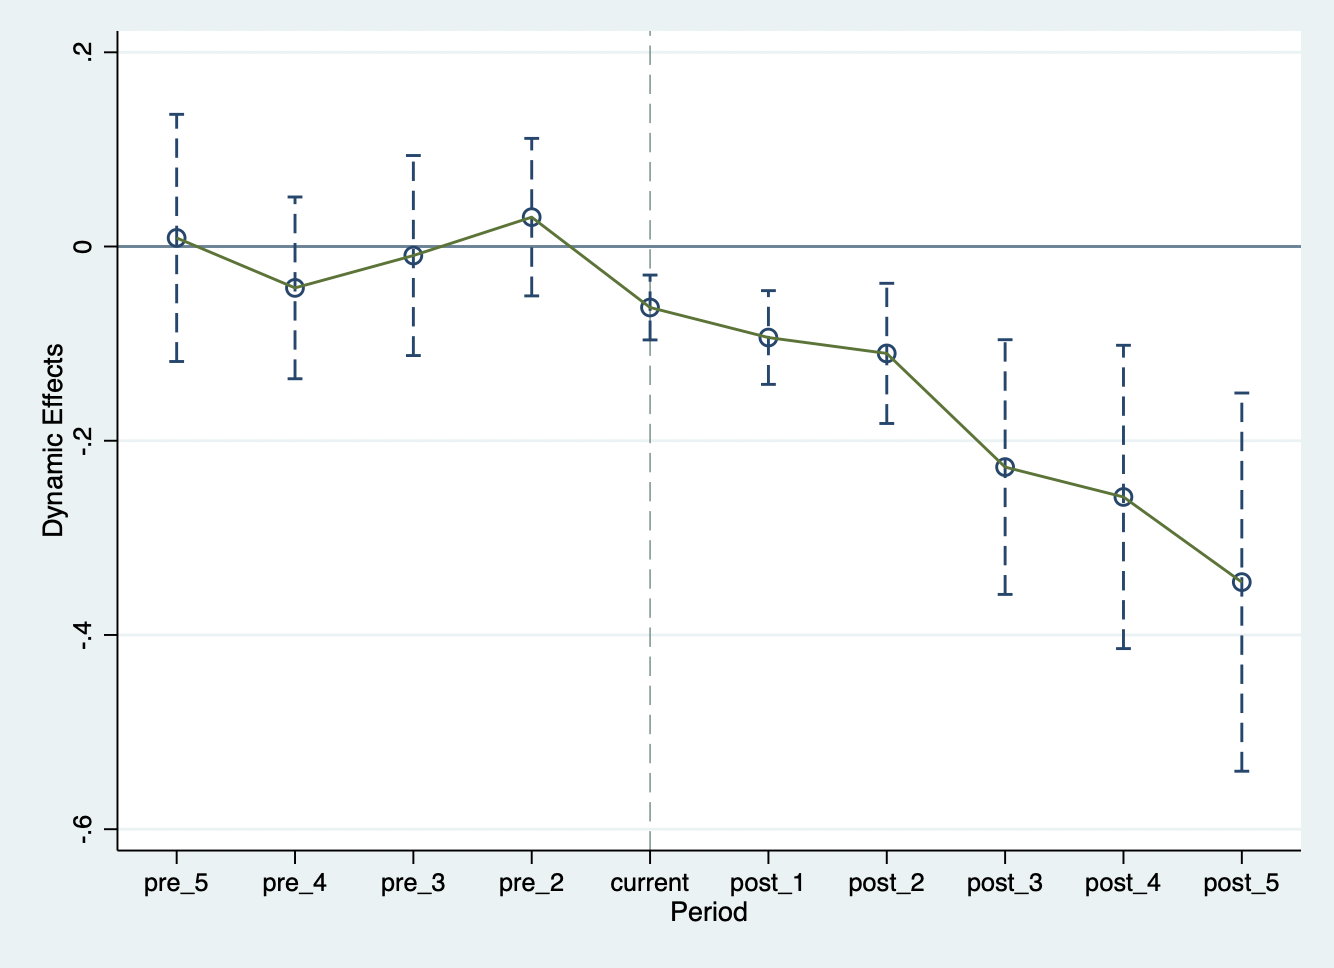 .2
0
-.2
-.4
-.6
Dynamic Effects
pre_5 pre_4 pre_3 pre_2 current post_1 post_2 post_3 post_4 post_5
Period